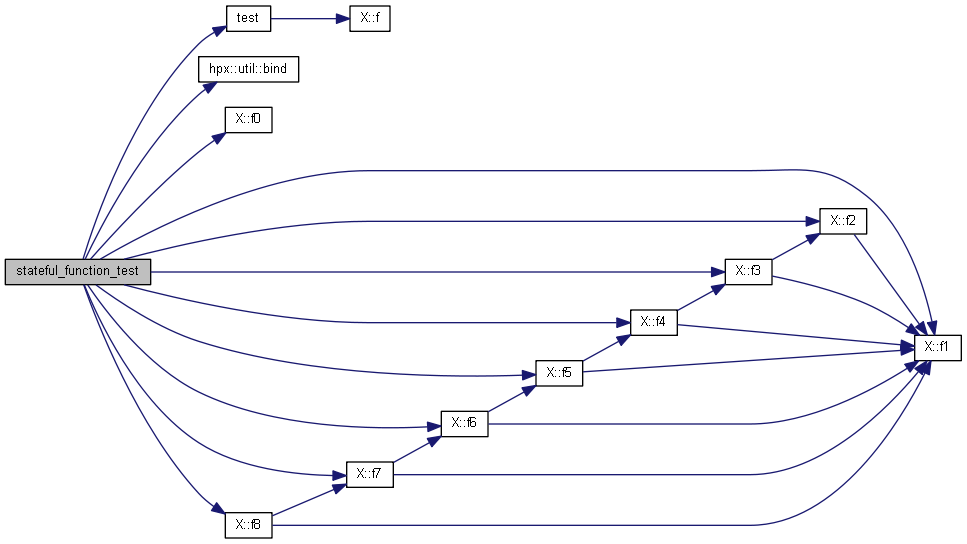 test
X::f
hpx::util::bind
X::f0
X::f2
stateful_function_test
X::f3
X::f4
X::f1
X::f5
X::f6
X::f7
X::f8